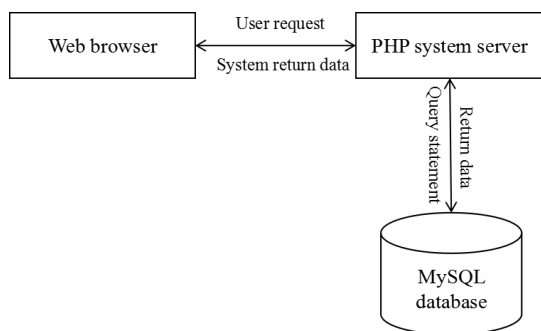 User request
Web browser
PHP system server
System return data
Query statement
Return data
MySQL
database